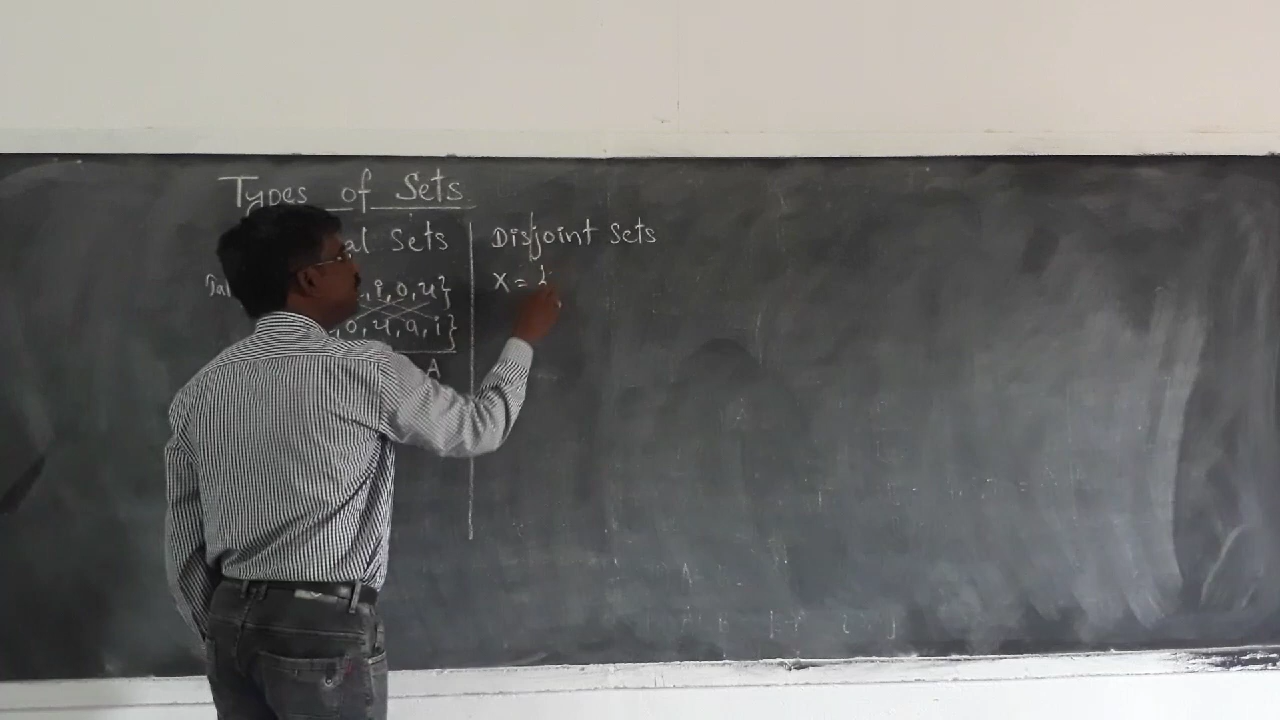 Types of Sets
al Sets
, i, o, u}
, o, u, a, i}
A
Disjoint Sets
X = {